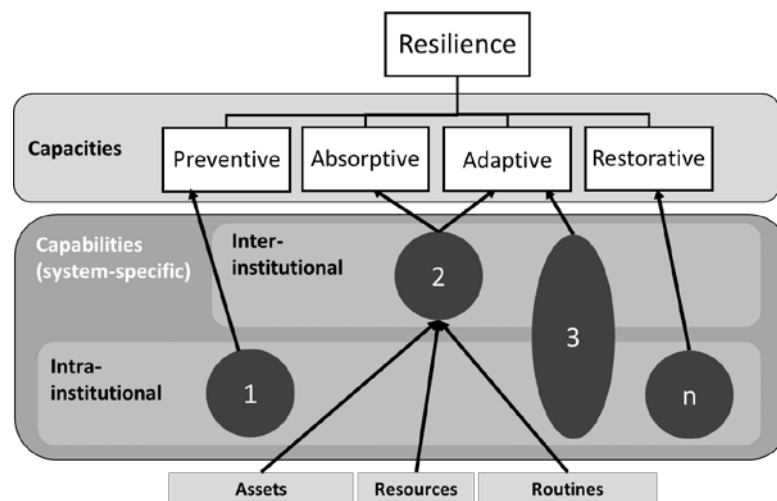 Resilience
Capacities
Preventive
Absorptive
Adaptive
Restorative
Capabilities
(system-specific)
Inter-
institutional
2
3
Intra-
institutional
1
n
Assets
Resources
Routines